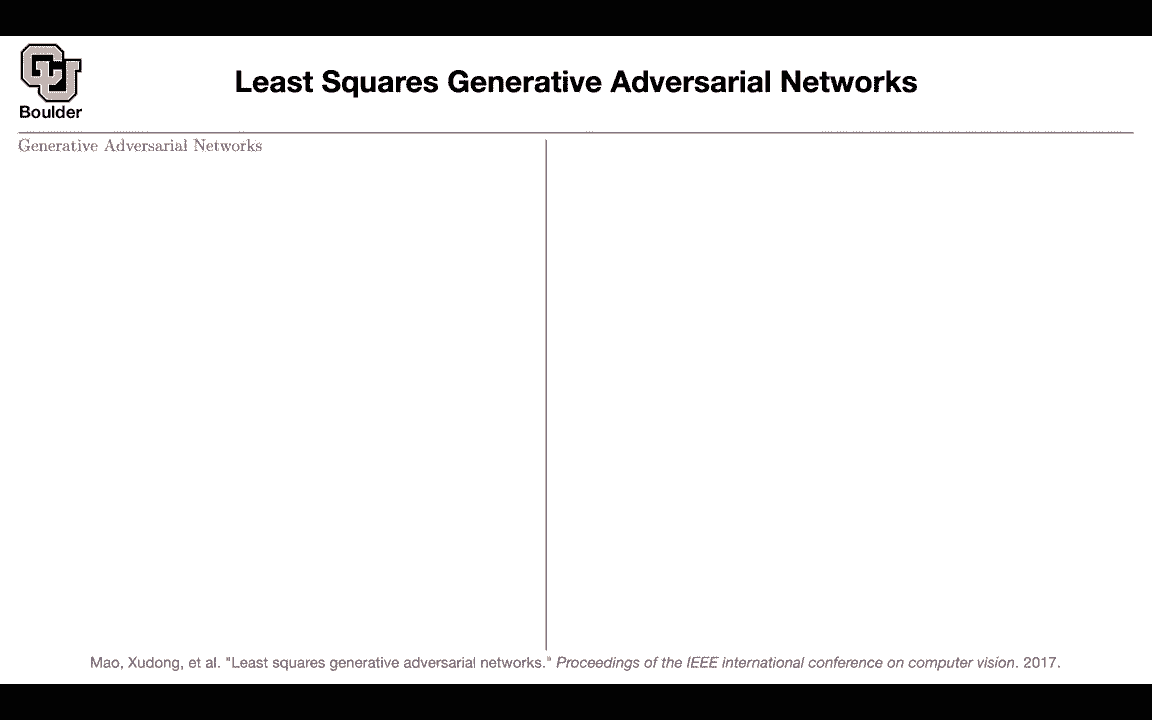 Boulder
Least Squares Generative Adversarial Networks
Generative Adversarial Networks
Mao, Xudong, et al. "Least squares generative adversarial networks." Proceedings of the IEEE international conference on computer vision. 2017.